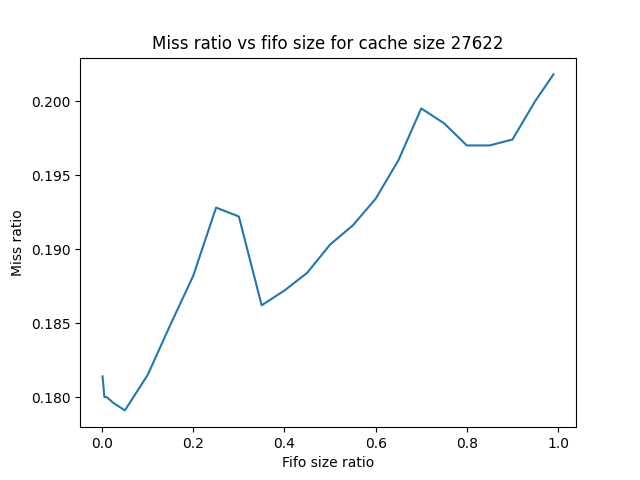 Miss ratio vs fifo size for cache size 27622
0.200
0.195
0.190
0.185
0.180
Miss ratio
0.0 0.2 0.4 0.6 0.8 1.0
Fifo size ratio